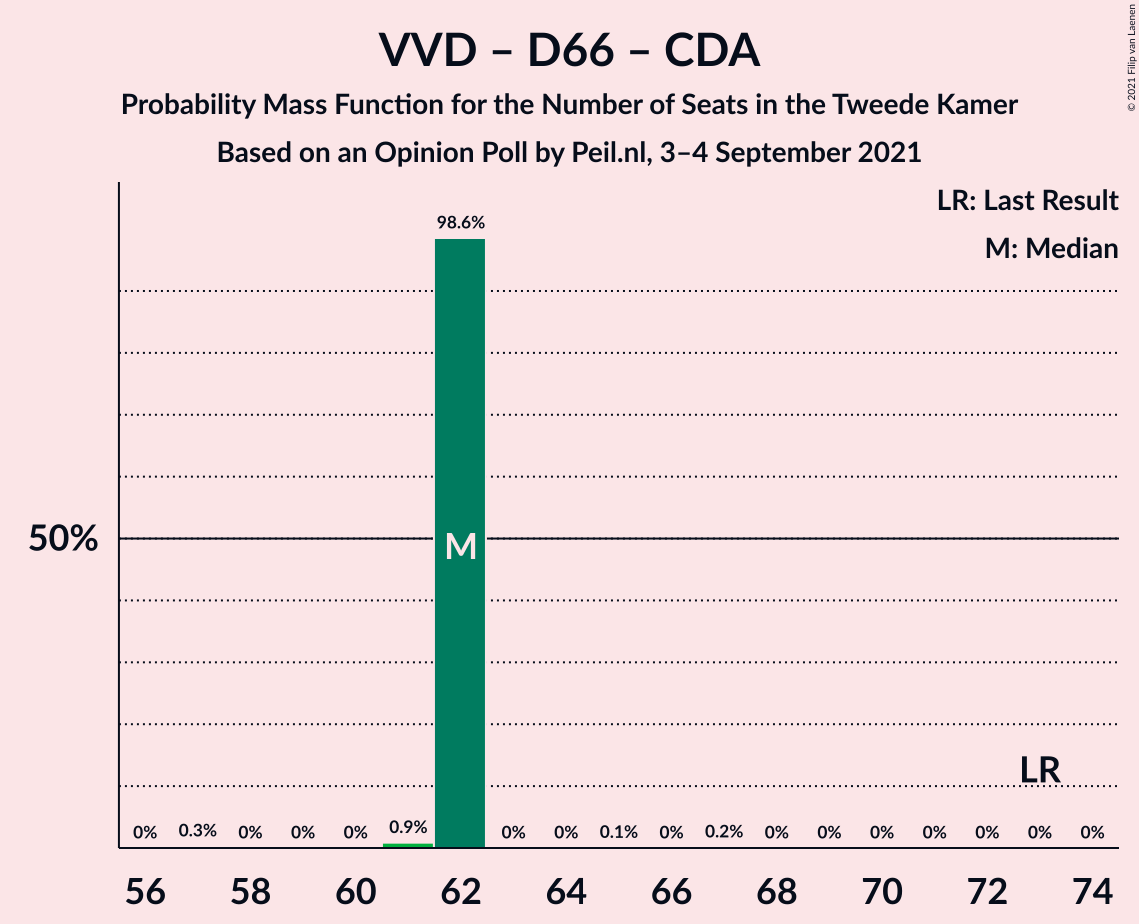 VVD – D66 – CDA
Probability Mass Function for the Number of Seats in the Tweede Kamer
Based on an Opinion Poll by Peil.nl, 3–4 September 2021
© 2021 Filip van Laenen
LR: Last Result
M: Median
98.6%
50%
M
LR
0% 0.3% 0% 0% 0% 0.9% 0% 0% 0.1% 0% 0.2% 0% 0% 0% 0% 0% 0% 0%
56 58 60 62 64 66 68 70 72 74